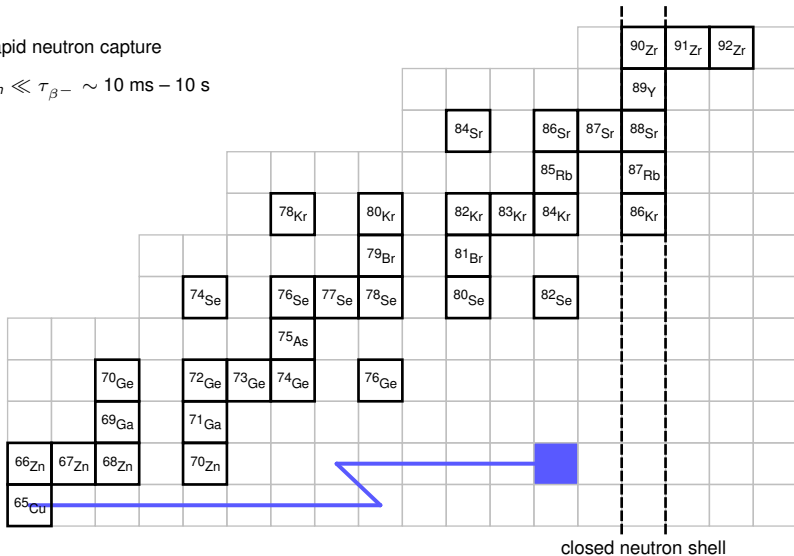 apid neutron capture
n ≪ τβ− ∼ 10 ms – 10 s
90Zr 91Zr 92Zr
89Y
84Sr 86Sr 87Sr 88Sr
85Rb 87Rb
78Kr 80Kr 82Kr 83Kr 84Kr 86Kr
79Br 81Br
74Se 76Se 77Se 78Se 80Se 82Se
75As
70Ge 72Ge 73Ge 74Ge 76Ge
69Ga 71Ga
66Zn 67Zn 68Zn 70Zn
65Cu
closed neutron shell